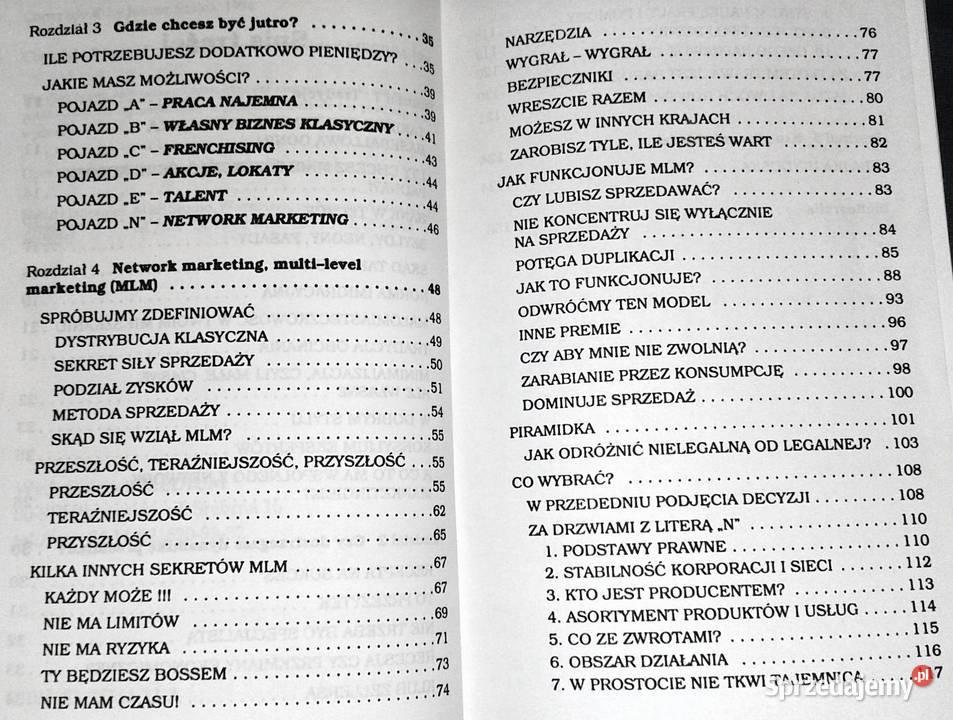 Rozdział 3 Gdzie chcesz być jutro? . . . . . . . . . . . . 35
ILE POTRZEBUJESZ DODATKOWO PIENIĘDZY? . . . 35
JAKIE MASZ MOŻLIWOŚCI? . . . . . . . . . . . . . . . . . 39
POJAZD „A” – PRACA NAJEMNA . . . . . . . . . . . . 39
POJAZD „B” – WŁASNY BIZNES KLASYCZNY . . . . 41
POJAZD „C” – FRENCHISING . . . . . . . . . . . . . . 43
POJAZD „D” – AKCJE, LOKATY . . . . . . . . . . . . . 44
POJAZD „E” – TALENT . . . . . . . . . . . . . . . . . . 44
POJAZD „N” – NETWORK MARKETING . . . . . . . . 46
Rozdział 4 Network marketing, multi–level
marketing (MLM) . . . . . . . . . . . . . . . . . . . . . . 48
SPRÓBUJMY ZDEFINIOWAĆ . . . . . . . . . . . . . . . . 48
DYSTRYBUCJA KLASYCZNA . . . . . . . . . . . . . . . 49
SEKRET SIŁY SPRZEDAŻY . . . . . . . . . . . . . . . . 50
PODZIAŁ ZYSKÓW . . . . . . . . . . . . . . . . . . . . . 51
METODA SPRZEDAŻY . . . . . . . . . . . . . . . . . . . 54
SKĄD SIĘ WZIĄŁ MLM? . . . . . . . . . . . . . . . . . . 55
PRZESZŁOŚĆ, TERAŹNIEJSZOŚĆ, PRZYSZŁOŚĆ . . . 55
PRZESZŁOŚĆ . . . . . . . . . . . . . . . . . . . . . . . . 55
TERAŹNIEJSZOŚĆ . . . . . . . . . . . . . . . . . . . . . 62
PRZYSZŁOŚĆ . . . . . . . . . . . . . . . . . . . . . . . . 65
KILKA INNYCH SEKRETÓW MLM . . . . . . . . . . . . . 67
KAŻDY MOŻE !!! . . . . . . . . . . . . . . . . . . . . . . 67
NIE MA LIMITÓW . . . . . . . . . . . . . . . . . . . . . 69
NIE MA RYZYKA . . . . . . . . . . . . . . . . . . . . . . 71
TY BĘDZIESZ BOSSEM . . . . . . . . . . . . . . . . . . 73
NIE MAM CZASU! . . . . . . . . . . . . . . . . . . . . . 74
NARZĘDZIA . . . . . . . . . . . . . . . . . . . . . . . . . 76
WYGRAŁ – WYGRAŁ . . . . . . . . . . . . . . . . . . . . 77
BEZPIECZNIKI . . . . . . . . . . . . . . . . . . . . . . . 77
WRESZCIE RAZEM . . . . . . . . . . . . . . . . . . . . . 80
MOŻESZ W INNYCH KRAJACH . . . . . . . . . . . . . . 81
ZAROBISZ TYLE, ILE JESTEŚ WART . . . . . . . . . . 82
JAK FUNKCJONUJE MLM? . . . . . . . . . . . . . . . . . 83
CZY LUBISZ SPRZEDAWAĆ? . . . . . . . . . . . . . . . 83
NIE KONCENTRUJ SIĘ WYŁĄCZNIE
NA SPRZEDAŻY . . . . . . . . . . . . . . . . . . . . . . 84
POTĘGA DUPLIKACJI . . . . . . . . . . . . . . . . . . . 85
JAK TO FUNKCJONUJE? . . . . . . . . . . . . . . . . . 88
ODWRÓĆMY TEN MODEL . . . . . . . . . . . . . . . . 93
INNE PREMIE . . . . . . . . . . . . . . . . . . . . . . . . 96
CZY ABY MNIE NIE ZWOLNIĄ? . . . . . . . . . . . . . 97
ZARABIANIE PRZEZ KONSUMPCJĘ . . . . . . . . . . . 98
DOMINUJE SPRZEDAŻ . . . . . . . . . . . . . . . . . . 100
PIRAMIDKA . . . . . . . . . . . . . . . . . . . . . . . . . . 101
JAK ODRÓŻNIĆ NIELEGALNĄ OD LEGALNEJ? . . 103
CO WYBRAĆ? . . . . . . . . . . . . . . . . . . . . . . . . . 108
W PRZEDEDNIU PODJĘCIA DECYZJI . . . . . . . . . 108
ZA DRZWIAMI Z LITERĄ „N” . . . . . . . . . . . . . . 110
1. PODSTAWY PRAWNE . . . . . . . . . . . . . . . . . 110
2. STABILNOŚĆ KORPORACJI I SIECI . . . . . . . . 112
3. KTO JEST PRODUCENTEM? . . . . . . . . . . . . 113
4. ASORTYMENT PRODUKTÓW I USŁUG . . . . . 114
5. CO ZE ZWROTAMI? . . . . . . . . . . . . . . . . . . 115
6. OBSZAR DZIAŁANIA . . . . . . . . . . . . . . . . . 116
7. W PROSTOCIE NIE TKWI TAJEMNICA . . . 117
Sprzedajemy.pl